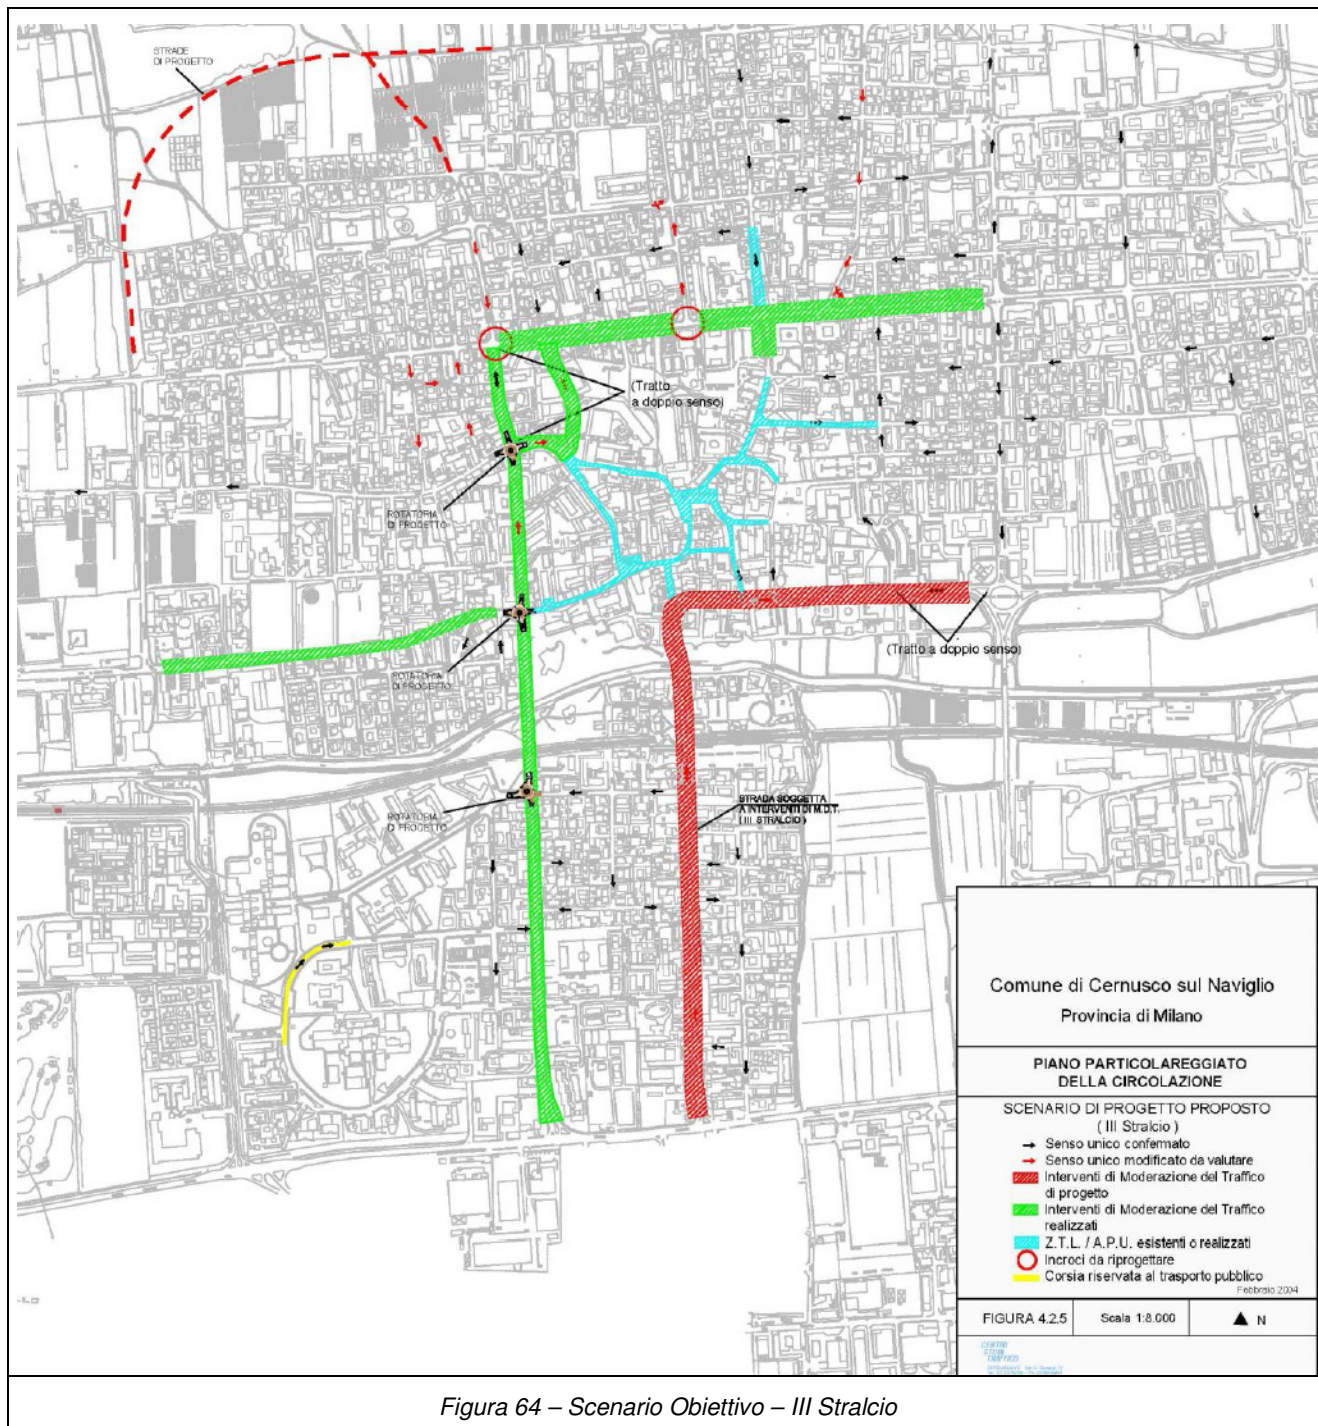 STRADE
DI PROGETTO
(Tratto
a doppio senso)
ROTATORIA
DI PROGETTO
(Tratto a doppio senso)
ROTATORIA
DI PROGETTO
STRADA SOGGETTA
A INTERVENTI DI M.D.T.
( III STRALCIO )
ROTATORIA
DI PROGETTO
Comune di Cernusco sul Naviglio
Provincia di Milano
PIANO PARTICOLAREGGIATO
DELLA CIRCOLAZIONE
SCENARIO DI PROGETTO PROPOSTO
( III Stralcio )
Senso unico confermato
Senso unico modificato da valutare
Interventi di Moderazione del Traffico
di progetto
Interventi di Moderazione del Traffico
realizzati
Z.T.L. / A.P.U. esistenti o realizzati
Incroci da riprogettare
Corsia riservata al trasporto pubblico
Febbraio 2004
FIGURA 4.2.5
Scala 1:8.000
N
CENTRO
STUDI
TRAFFICO
Figura 64 – Scenario Obiettivo – III Stralcio